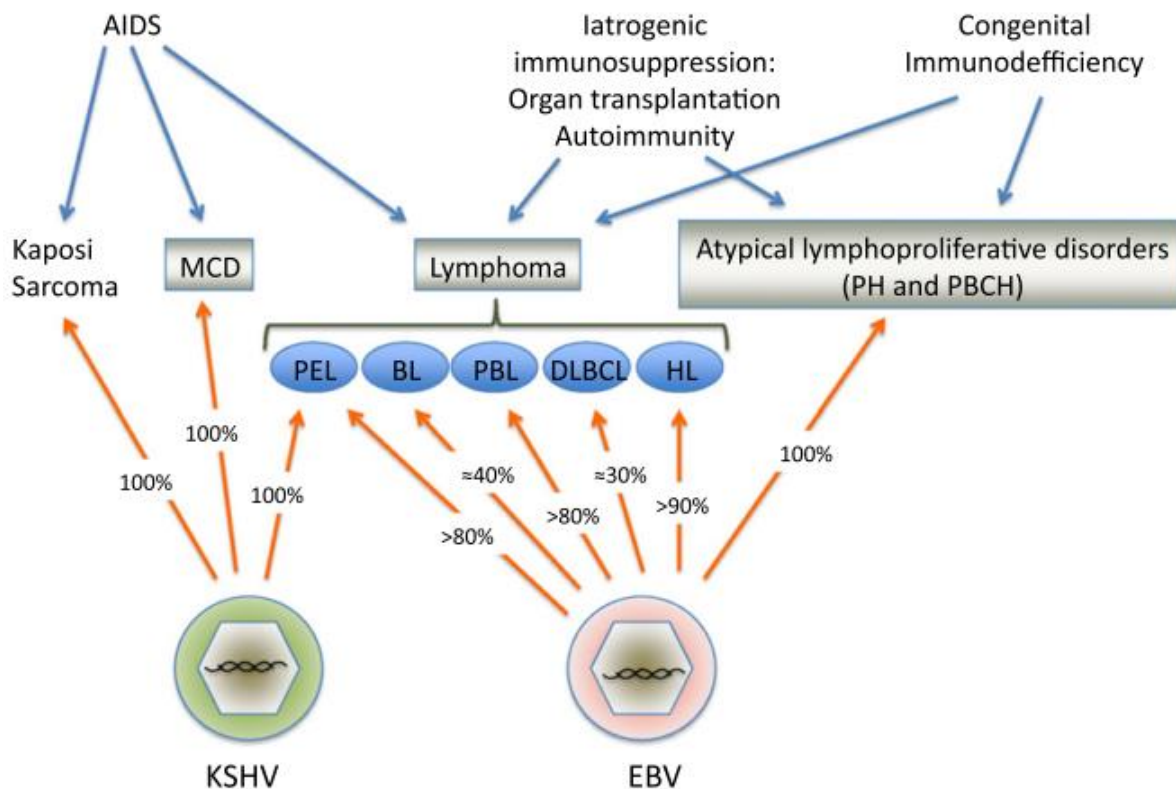 AIDS
Iatrogenic
immunosuppression:
Organ transplantation
Autoimmunity
Congenital
Immunodeficiency
Kaposi
Sarcoma
MCD
Lymphoma
Atypical lymphoproliferative disorders
(PH and PBCH)
PEL
BL
PBL
DLBCL
HL
100%
100%
100%
>80%
≈40%
>80%
≈30%
>90%
100%
KSHV
EBV